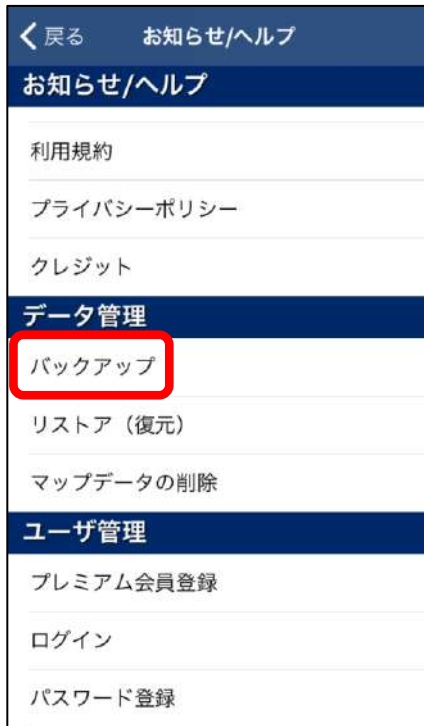 戻る お知らせ/ヘルプ
お知らせ/ヘルプ
利用規約
プライバシーポリシー
クレジット
データ管理
バックアップ
リストア（復元）
マップデータの削除
ユーザ管理
プレミアム会員登録
ログイン
パスワード登録